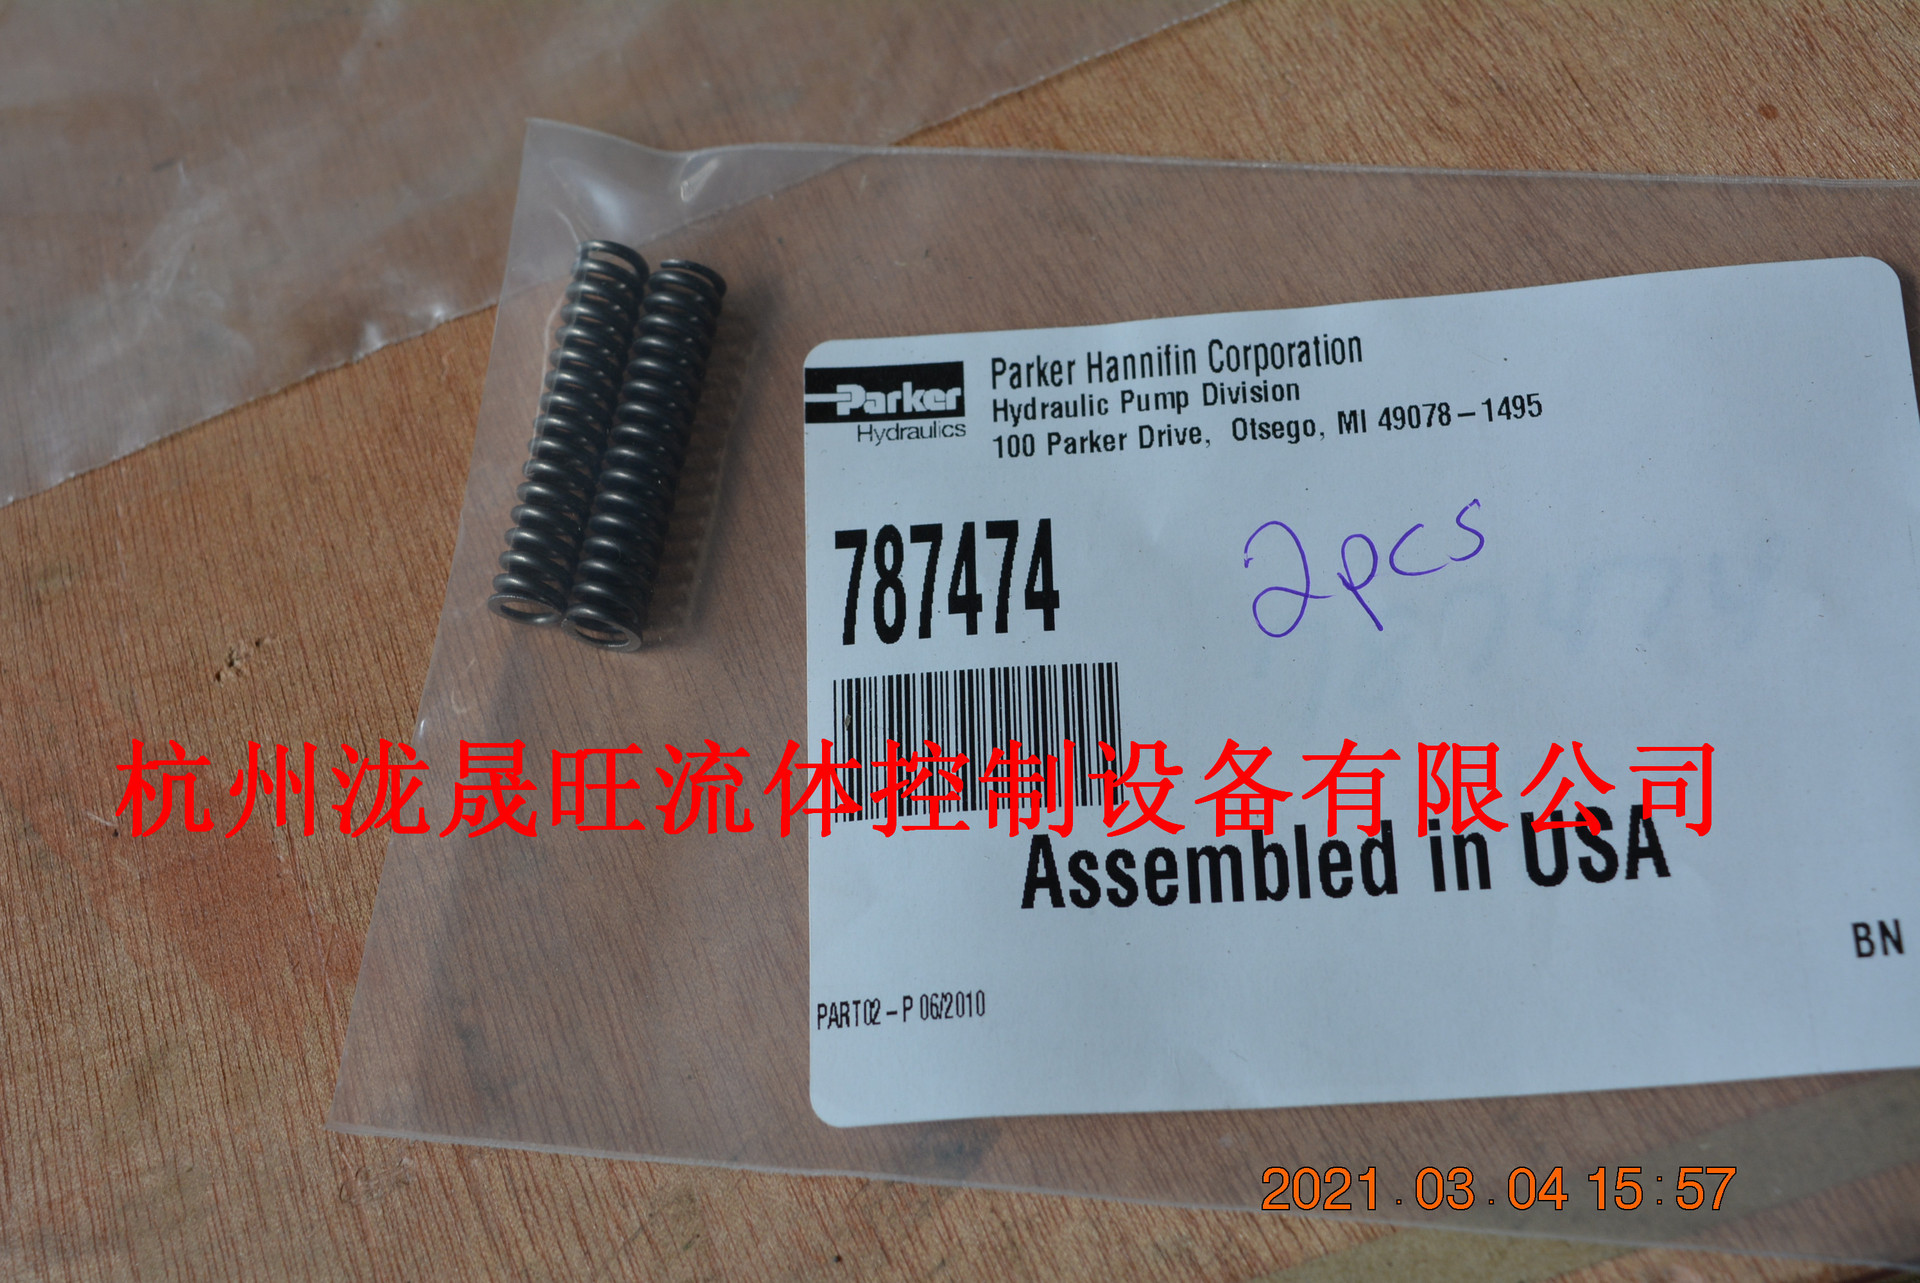 Parker
Hydraulics
Parker Hannifin Corporation
Hydraulic Pump Division
100 Parker Drive, Otsego, MI 49078-1495
787474
2pcs
杭州泷晟旺流体控制设备有限公司
Assembled in USA
BN
PART02-P 06/2010
2021.03.04 15:57